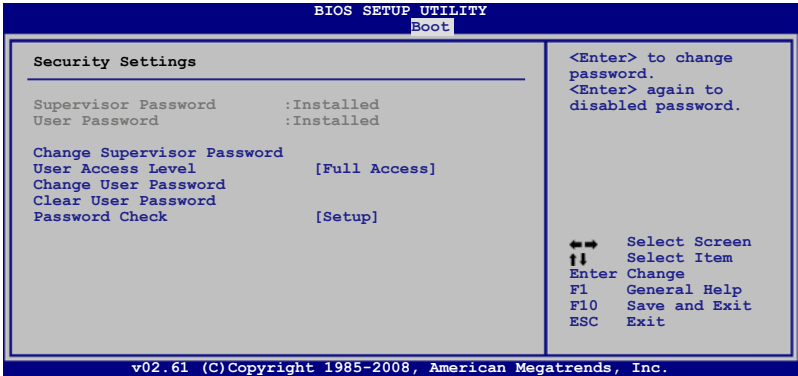 BIOS SETUP UTILITY
Boot
Security Settings
Supervisor Password :Installed
User Password :Installed
Change Supervisor Password
User Access Level [Full Access]
Change User Password
Clear User Password
Password Check [Setup]
<Enter> to change
password.
<Enter> again to
disabled password.
←→ Select Screen
↑↓ Select Item
Enter Change
F1 General Help
F10 Save and Exit
ESC Exit
v02.61 (C)Copyright 1985-2008, American Megatrends, Inc.